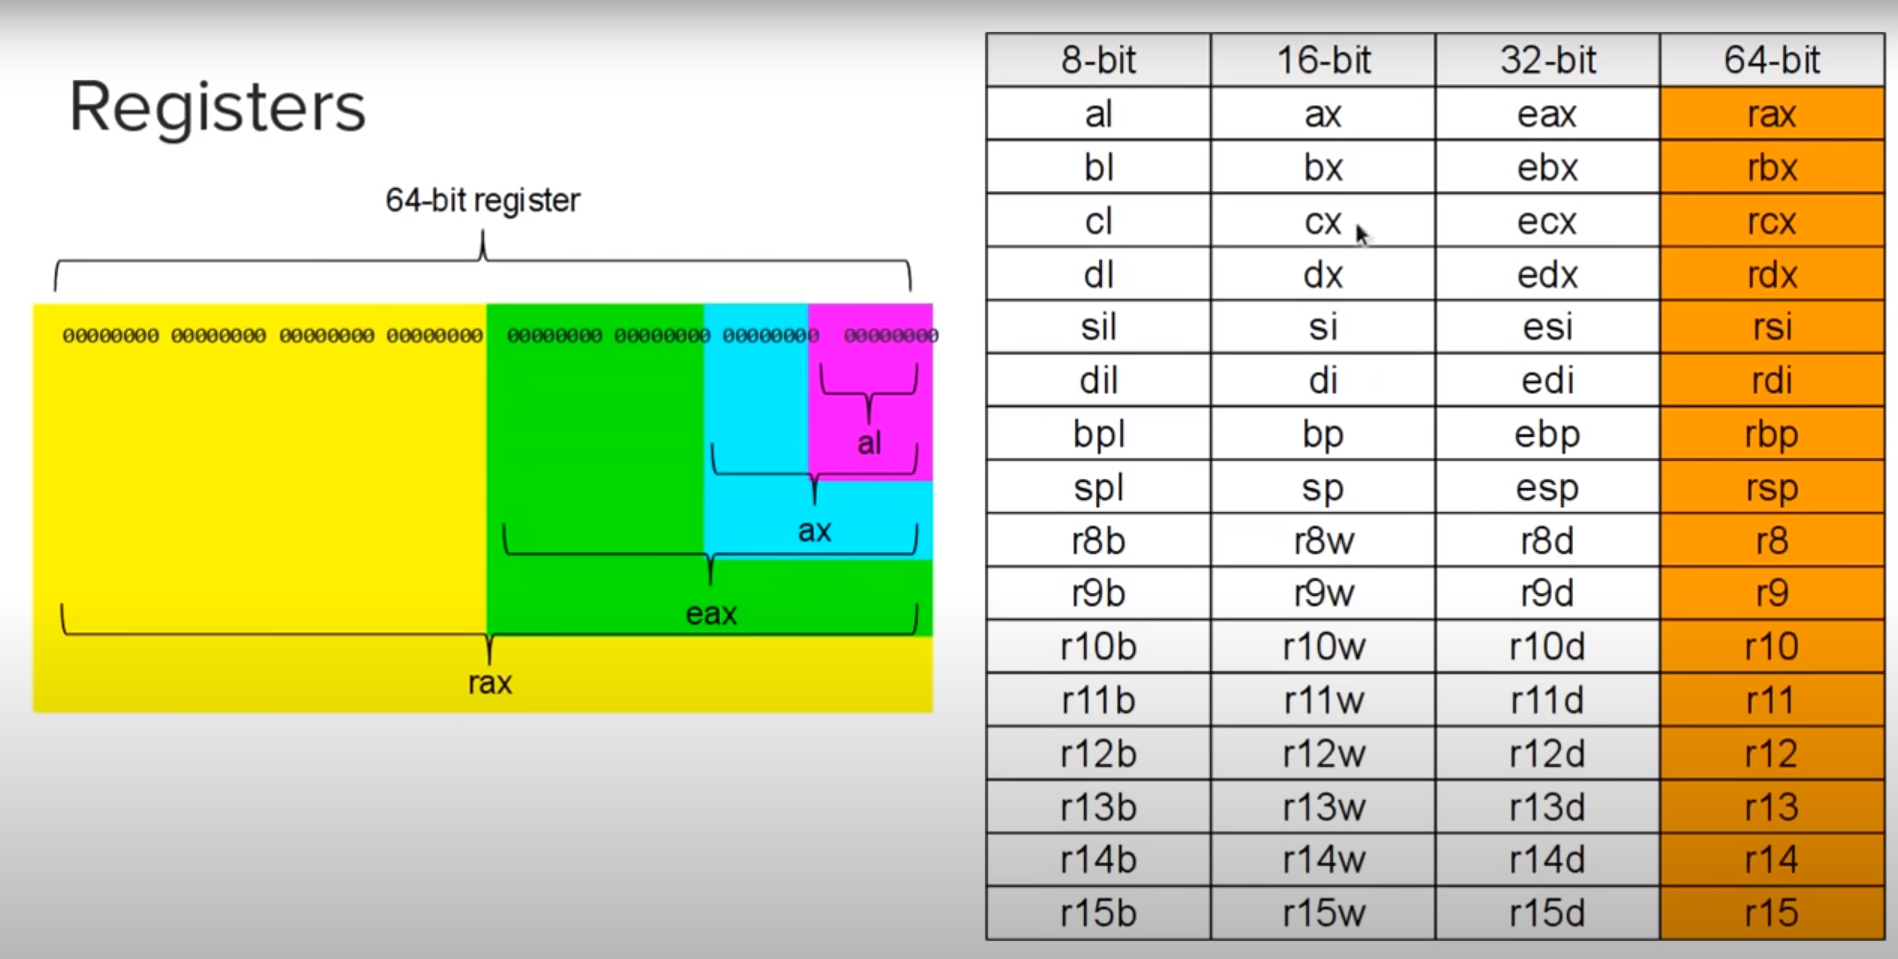 Registers
64-bit register
00000000 00000000 00000000 00000000 00000000 00000000 00000000 00000000
al
ax
eax
rax
8-bit 16-bit 32-bit 64-bit
al ax eax rax
bl bx ebx rbx
cl cx ecx rcx
dl dx edx rdx
sil si esi rsi
dil di edi rdi
bpl bp ebp rbp
spl sp esp rsp
r8b r8w r8d r8
r9b r9w r9d r9
r10b r10w r10d r10
r11b r11w r11d r11
r12b r12w r12d r12
r13b r13w r13d r13
r14b r14w r14d r14
r15b r15w r15d r15